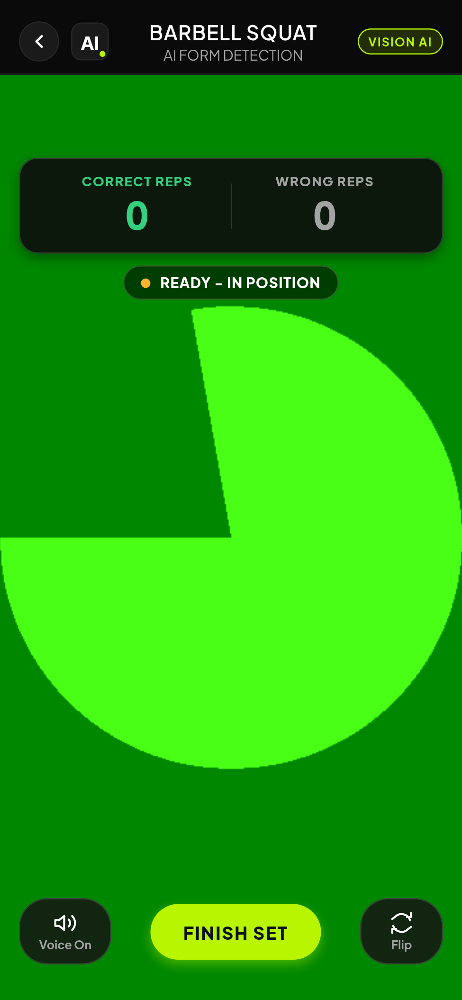 AI
BARBELL SQUAT
AI FORM DETECTION
VISION AI
CORRECT REPS
WRONG REPS
0
0
READY – IN POSITION
Voice On
FINISH SET
Flip